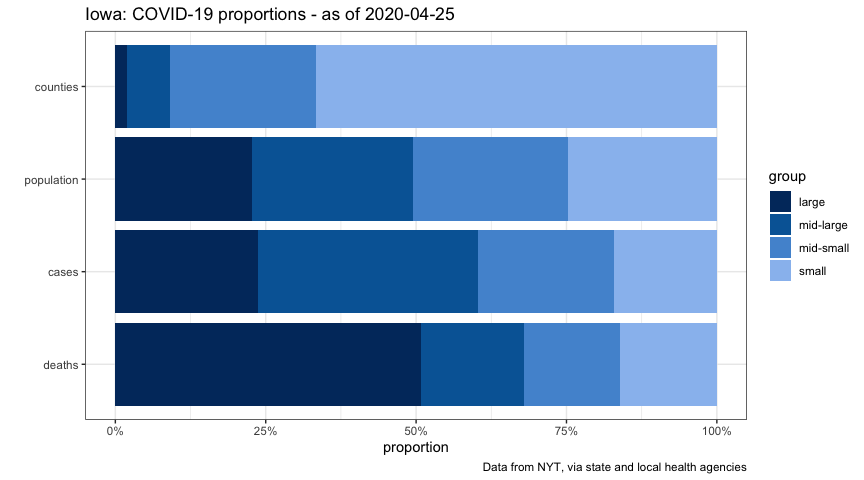 Iowa: COVID-19 proportions - as of 2020-04-25
counties
population
cases
deaths
0% 25% 50% 75% 100%
proportion
group
large
mid-large
mid-small
small
Data from NYT, via state and local health agencies